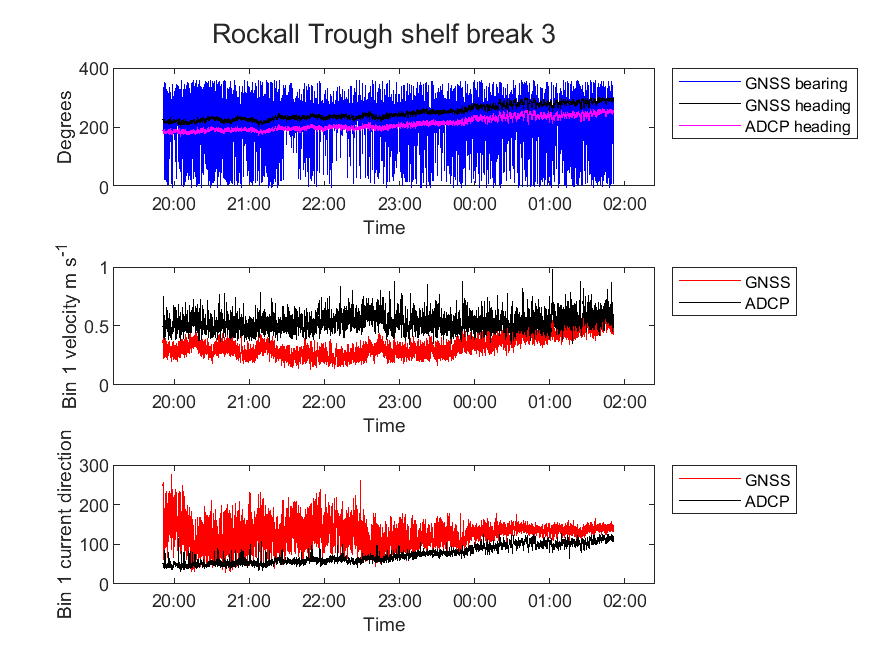 Rockall Trough shelf break 3
400
200
0
Degrees
20:00 21:00 22:00 23:00 00:00 01:00 02:00
Time
GNSS bearing
GNSS heading
ADCP heading
1
0.5
0
Bin 1 velocity m s⁻¹
20:00 21:00 22:00 23:00 00:00 01:00 02:00
Time
GNSS
ADCP
300
200
100
0
Bin 1 current direction
20:00 21:00 22:00 23:00 00:00 01:00 02:00
Time
GNSS
ADCP